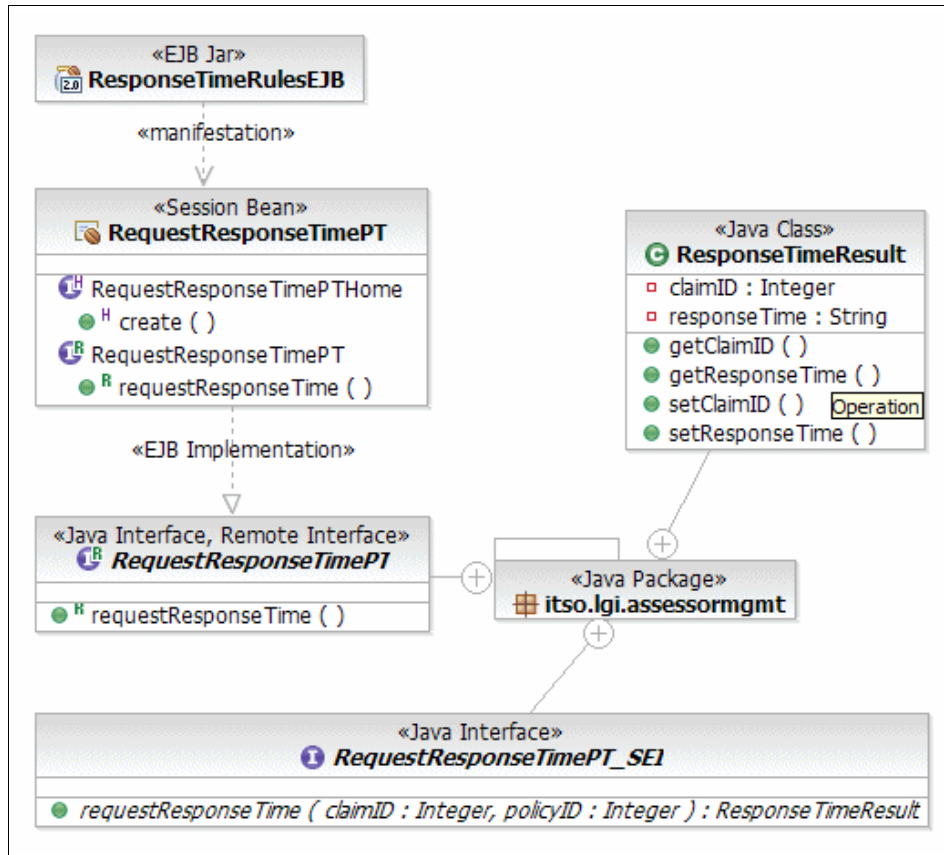 «EJB Jar»
2.0 ResponseTimeRulesEJB
«manifestation»
«Session Bean»
RequestResponseTimePT
I H RequestResponseTimePTHome
H create ( )
I R RequestResponseTimePT
R requestResponseTime ( )
«EJB Implementation»
«Java Interface, Remote Interface»
I R RequestResponseTimePT
R requestResponseTime ( )
«Java Class»
C ResponseTimeResult
claimID : Integer
responseTime : String
getClaimID ( )
getResponseTime ( )
setClaimID ( )
Operation
setResponseTime ( )
«Java Package»
itso.lgi.assessormgmt
«Java Interface»
I RequestResponseTimePT_SEI
requestResponseTime ( claimID : Integer, policyID : Integer ) : ResponseTimeResult